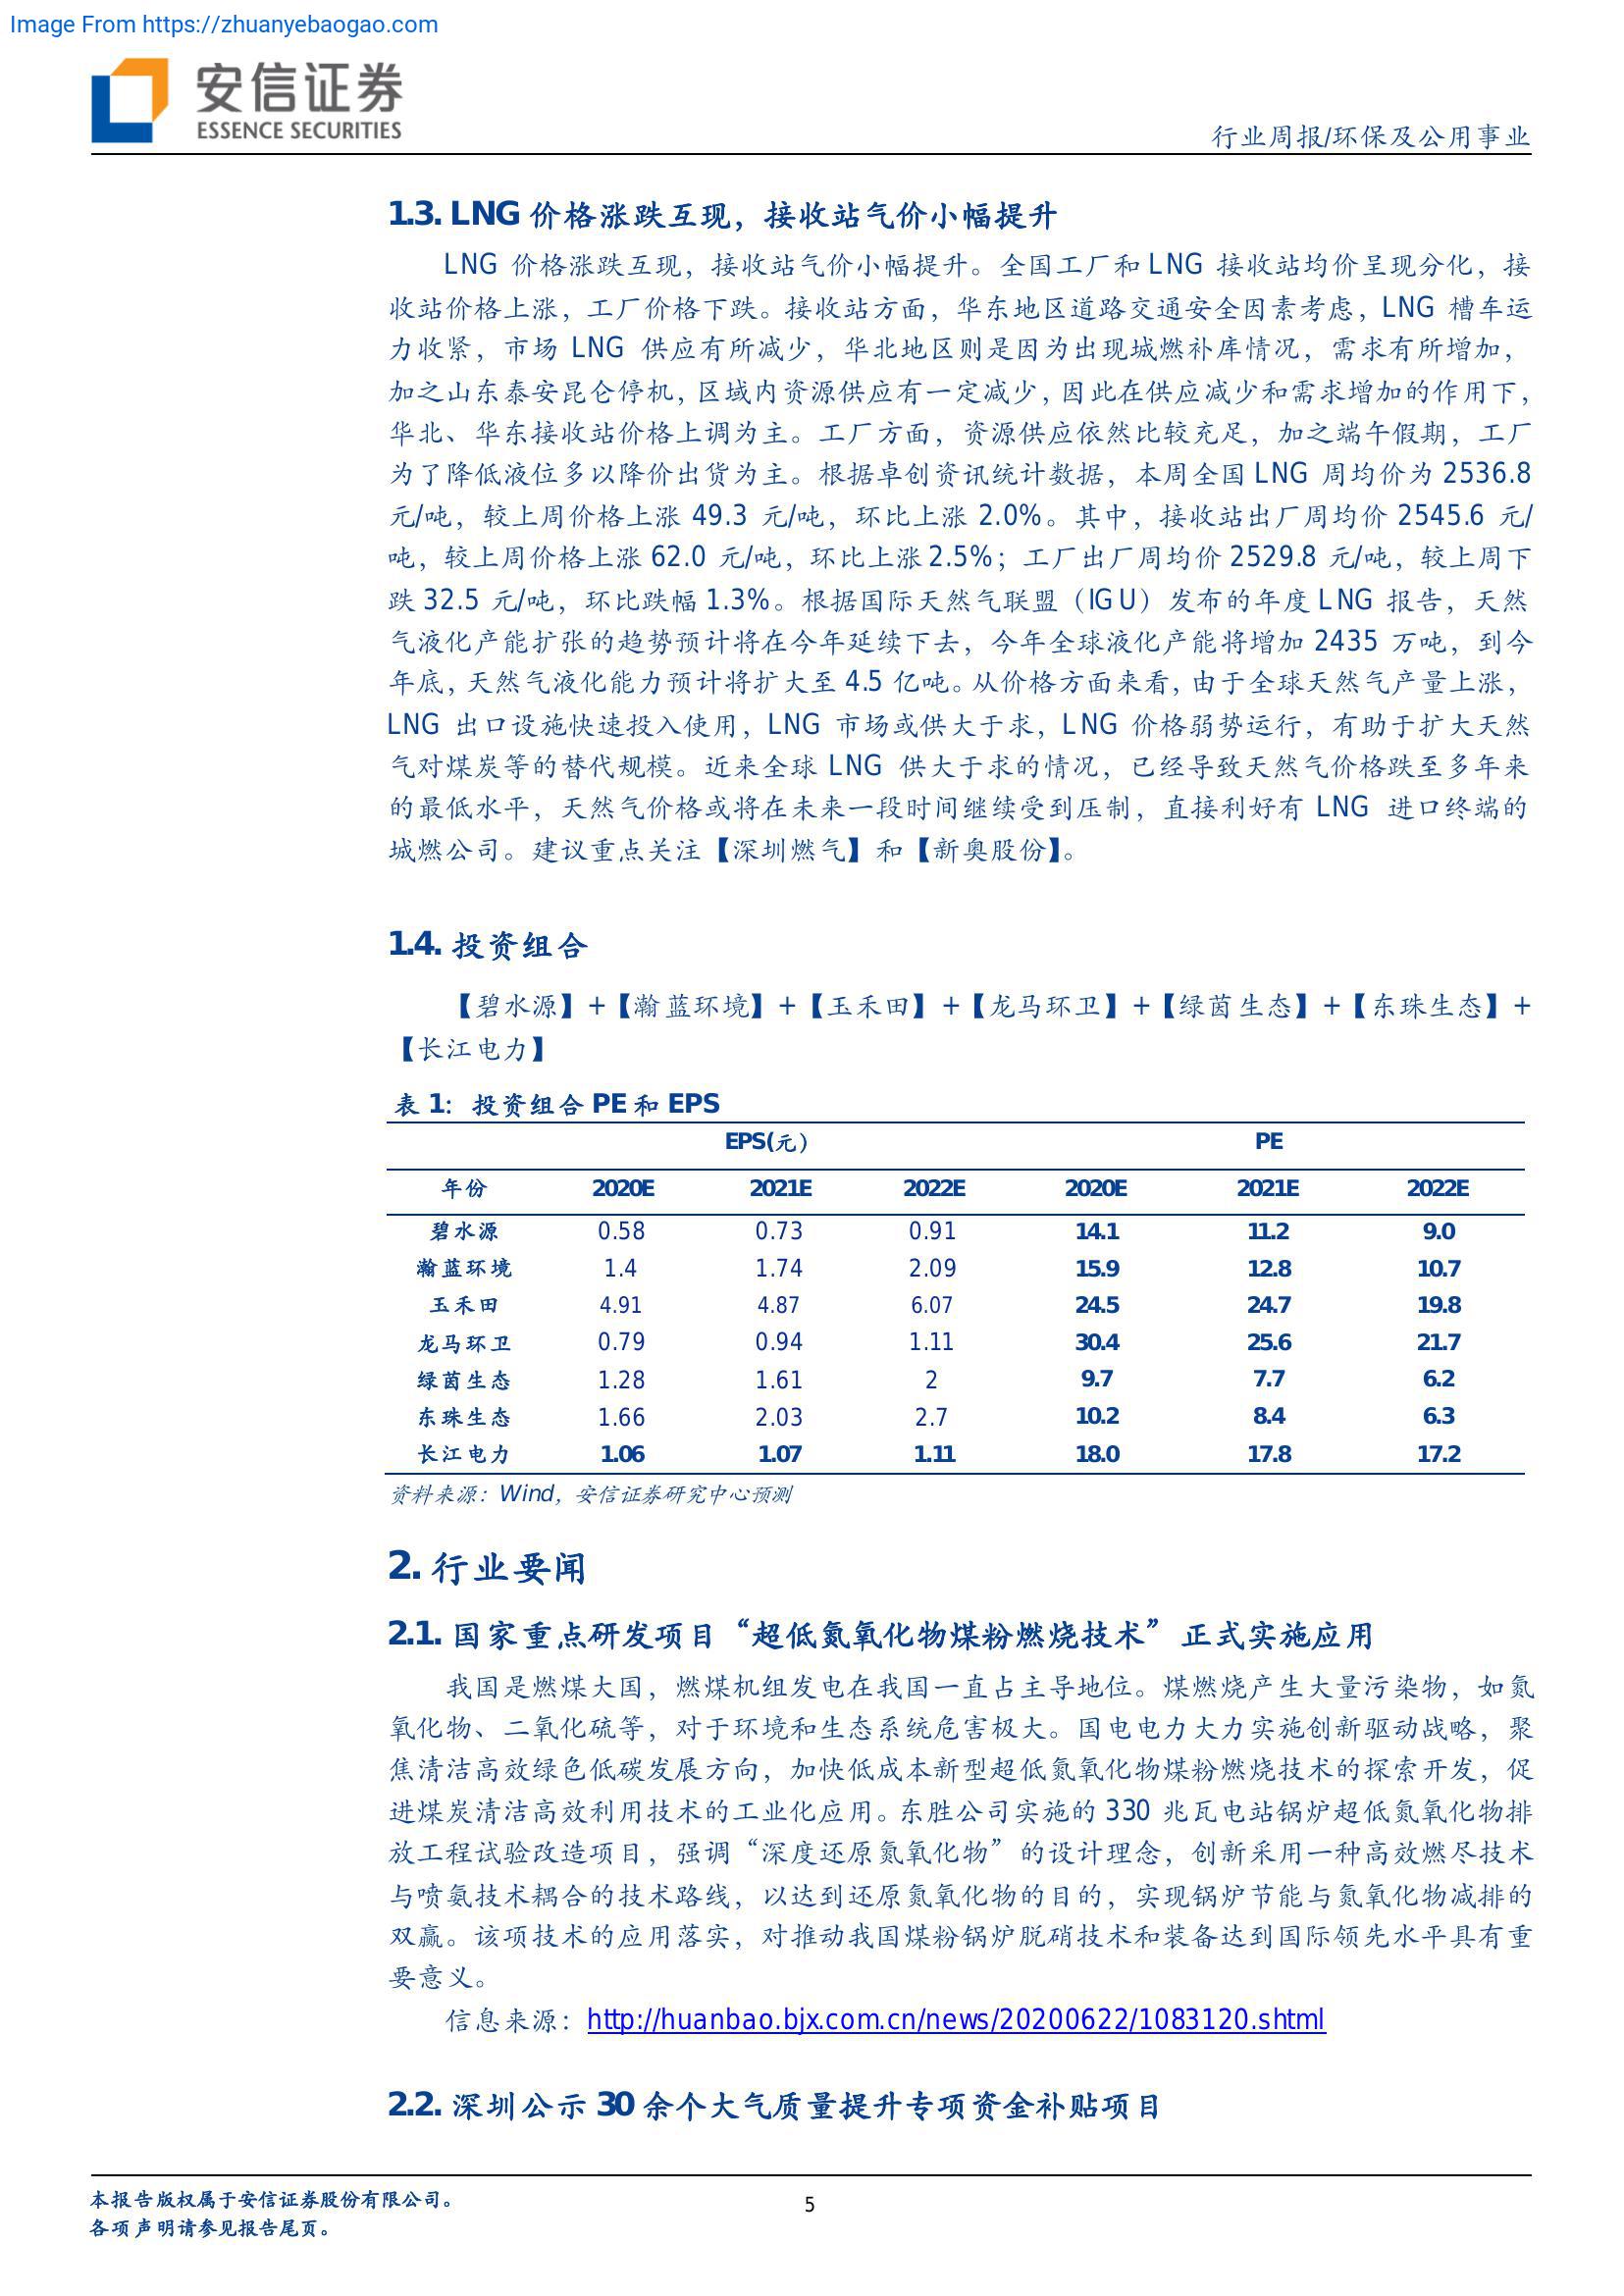 Image From https://zhuanyebaogao.com
安信证券
ESSENCE SECURITIES
行业周报/环保及公用事业
1.3. LNG 价格涨跌互现，接收站气价小幅提升
LNG 价格涨跌互现，接收站气价小幅提升。全国工厂和 LNG 接收站均价呈现分化，接
收站价格上涨，工厂价格下跌。接收站方面，华东地区道路交通安全因素考虑，LNG 槽车运
力收紧，市场 LNG 供应有所减少，华北地区则是因为出现城燃补库情况，需求有所增加，
加之山东泰安昆仑停机，区域内资源供应有一定减少，因此在供应减少和需求增加的作用下，
华北、华东接收站价格上调为主。工厂方面，资源供应依然比较充足，加之端午假期，工厂
为了降低液位多以降价出货为主。根据卓创资讯统计数据，本周全国 LNG 周均价为 2536.8
元/吨，较上周价格上涨 49.3 元/吨，环比上涨 2.0%。其中，接收站出厂周均价 2545.6 元/
吨，较上周价格上涨 62.0 元/吨，环比上涨 2.5%；工厂出厂周均价 2529.8 元/吨，较上周下
跌 32.5 元/吨，环比跌幅 1.3%。根据国际天然气联盟（IGU）发布的年度 LNG 报告，天然
气液化产能扩张的趋势预计将在今年延续下去，今年全球液化产能将增加 2435 万吨，到今
年底，天然气液化能力预计将扩大至 4.5 亿吨。从价格方面来看，由于全球天然气产量上涨，
LNG 出口设施快速投入使用，LNG 市场或供大于求，LNG 价格弱势运行，有助于扩大天然
气对煤炭等的替代规模。近来全球 LNG 供大于求的情况，已经导致天然气价格跌至多年来
的最低水平，天然气价格或将在未来一段时间继续受到压制，直接利好有 LNG 进口终端的
城燃公司。建议重点关注【深圳燃气】和【新奥股份】。
1.4. 投资组合
【碧水源】+【瀚蓝环境】+【玉禾田】+【龙马环卫】+【绿茵生态】+【东珠生态】+
【长江电力】
表 1：投资组合 PE 和 EPS
EPS(元） PE
年份 2020E 2021E 2022E 2020E 2021E 2022E
碧水源 0.58 0.73 0.91 14.1 11.2 9.0
瀚蓝环境 1.4 1.74 2.09 15.9 12.8 10.7
玉禾田 4.91 4.87 6.07 24.5 24.7 19.8
龙马环卫 0.79 0.94 1.11 30.4 25.6 21.7
绿茵生态 1.28 1.61 2 9.7 7.7 6.2
东珠生态 1.66 2.03 2.7 10.2 8.4 6.3
长江电力 1.06 1.07 1.11 18.0 17.8 17.2
资料来源：Wind，安信证券研究中心预测
2. 行业要闻
2.1. 国家重点研发项目“超低氮氧化物煤粉燃烧技术”正式实施应用
我国是燃煤大国，燃煤机组发电在我国一直占主导地位。煤燃烧产生大量污染物，如氮
氧化物、二氧化硫等，对于环境和生态系统危害极大。国电电力大力实施创新驱动战略，聚
焦清洁高效绿色低碳发展方向，加快低成本新型超低氮氧化物煤粉燃烧技术的探索开发，促
进煤炭清洁高效利用技术的工业化应用。东胜公司实施的 330 兆瓦电站锅炉超低氮氧化物排
放工程试验改造项目，强调“深度还原氮氧化物”的设计理念，创新采用一种高效燃尽技术
与喷氨技术耦合的技术路线，以达到还原氮氧化物的目的，实现锅炉节能与氮氧化物减排的
双赢。该项技术的应用落实，对推动我国煤粉锅炉脱硝技术和装备达到国际领先水平具有重
要意义。
信息来源：http://huanbao.bjx.com.cn/news/20200622/1083120.shtml
2.2. 深圳公示 30 余个大气质量提升专项资金补贴项目
本报告版权属于安信证券股份有限公司。
5
各项声明请参见报告尾页。